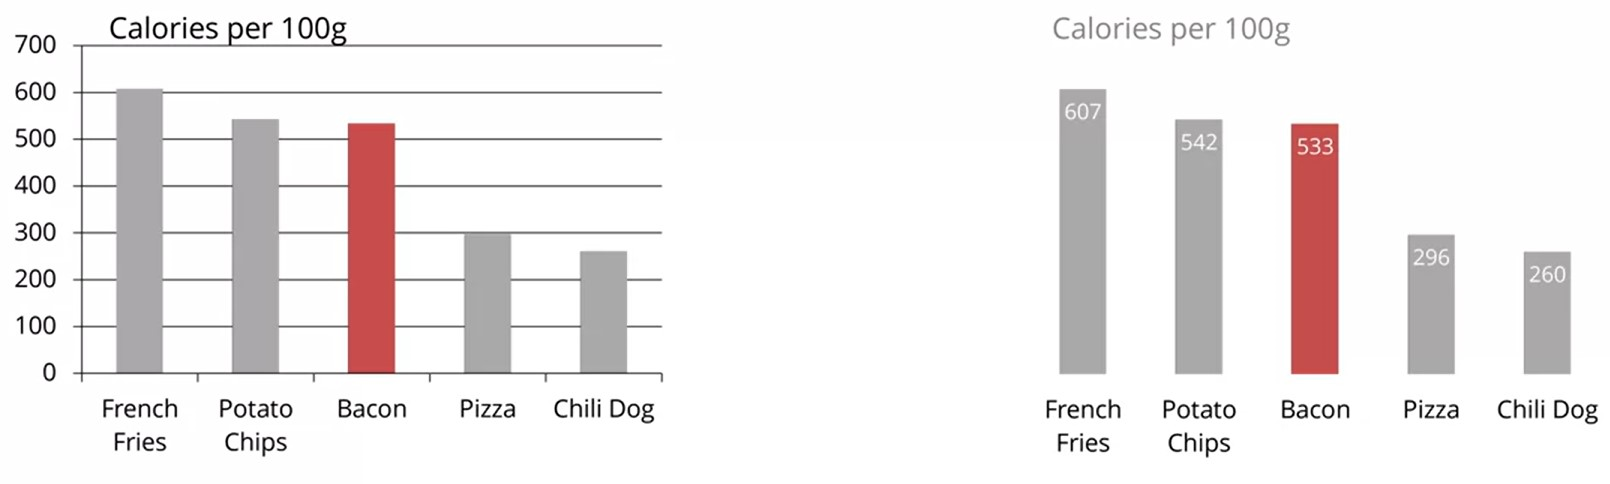 Calories per 100g
700
600
500
400
300
200
100
0
French Fries
Potato Chips
Bacon
Pizza
Chili Dog
Calories per 100g
607
542
533
296
260
French Fries
Potato Chips
Bacon
Pizza
Chili Dog